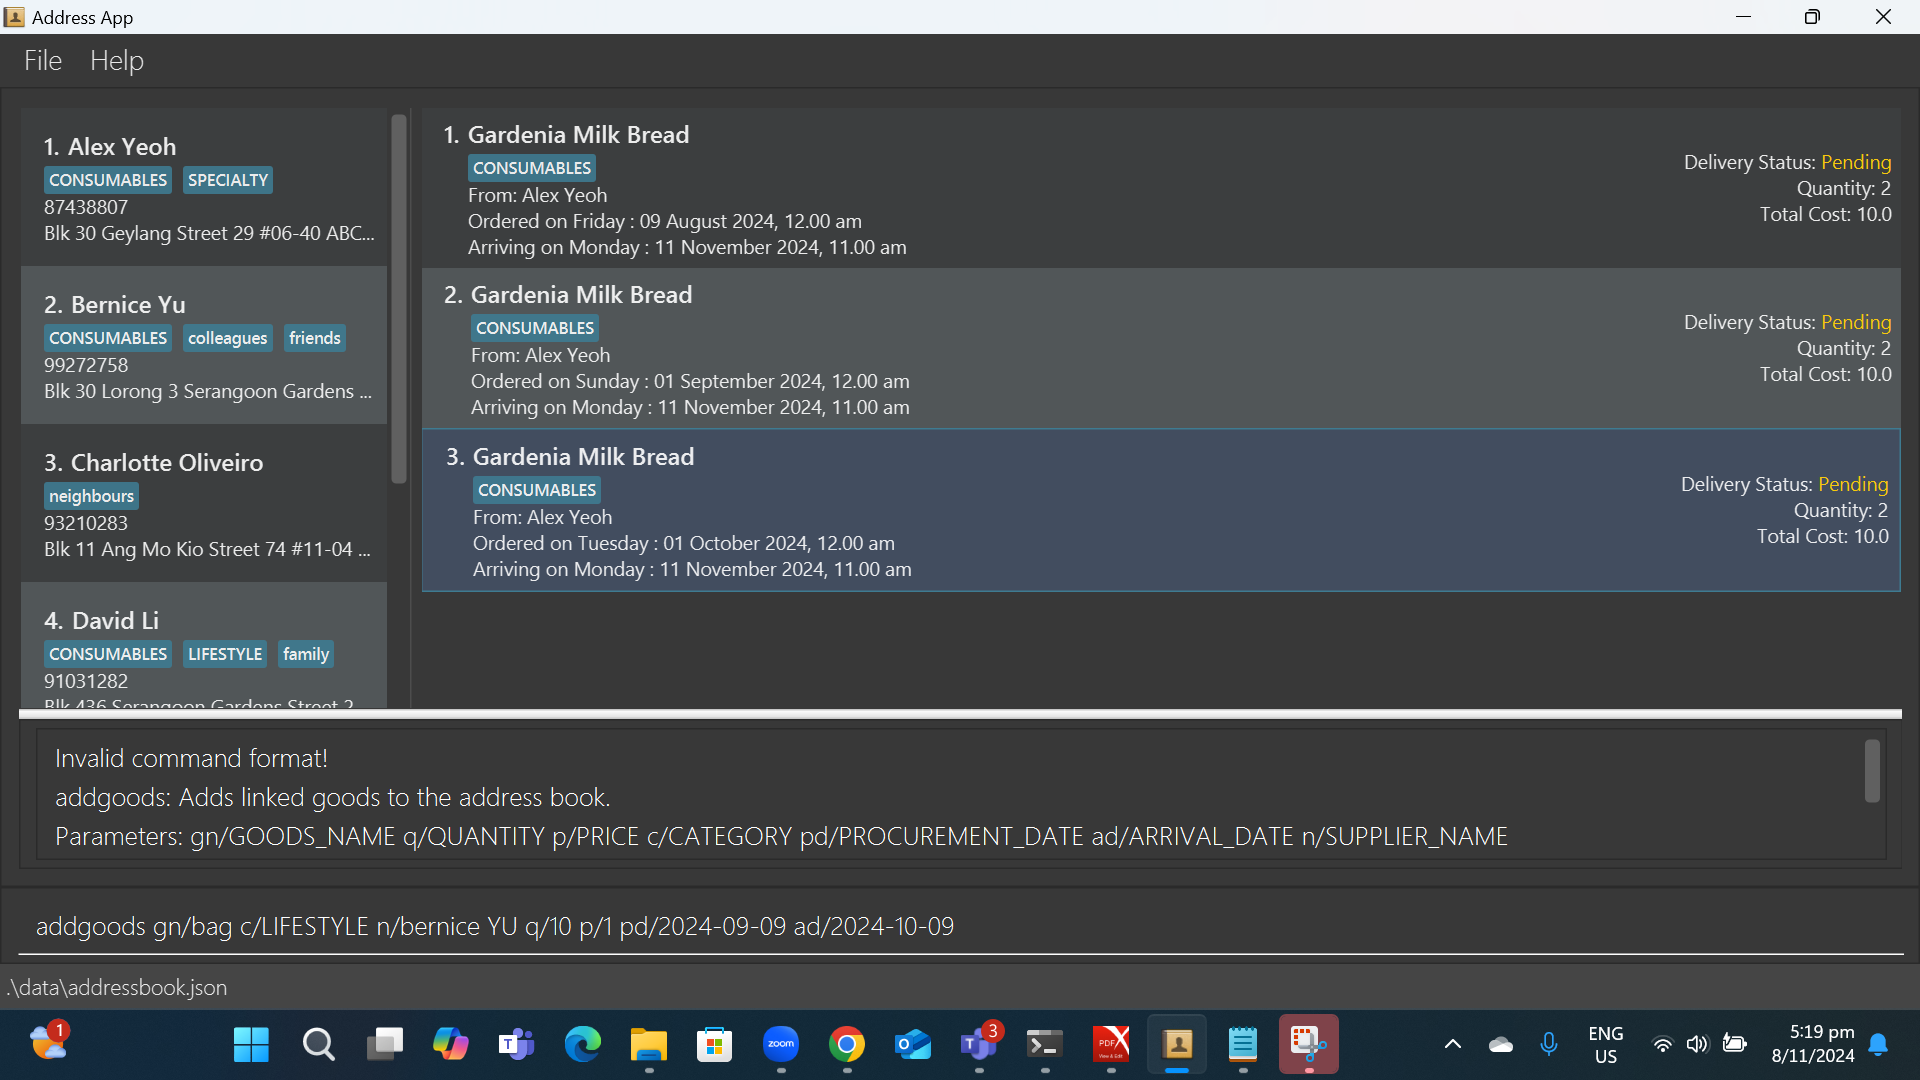 Address App
File Help
1. Alex Yeoh
CONSUMABLES SPECIALTY
87438807
Blk 30 Geylang Street 29 #06-40 ABC...
2. Bernice Yu
CONSUMABLES colleagues friends
99272758
Blk 30 Lorong 3 Serangoon Gardens ...
3. Charlotte Oliveiro
neighbours
93210283
Blk 11 Ang Mo Kio Street 74 #11-04 ...
4. David Li
CONSUMABLES LIFESTYLE family
91031282
Blk 436 Serangoon Gardens Street 2
1. Gardenia Milk Bread
CONSUMABLES
From: Alex Yeoh
Ordered on Friday : 09 August 2024, 12.00 am
Arriving on Monday : 11 November 2024, 11.00 am
Delivery Status: Pending
Quantity: 2
Total Cost: 10.0
2. Gardenia Milk Bread
CONSUMABLES
From: Alex Yeoh
Ordered on Sunday : 01 September 2024, 12.00 am
Arriving on Monday : 11 November 2024, 11.00 am
Delivery Status: Pending
Quantity: 2
Total Cost: 10.0
3. Gardenia Milk Bread
CONSUMABLES
From: Alex Yeoh
Ordered on Tuesday : 01 October 2024, 12.00 am
Arriving on Monday : 11 November 2024, 11.00 am
Delivery Status: Pending
Quantity: 2
Total Cost: 10.0
Invalid command format!
addgoods: Adds linked goods to the address book.
Parameters: gn/GOODS_NAME q/QUANTITY p/PRICE c/CATEGORY pd/PROCUREMENT_DATE ad/ARRIVAL_DATE n/SUPPLIER_NAME
addgoods gn/bag c/LIFESTYLE n/bernice YU q/10 p/1 pd/2024-09-09 ad/2024-10-09
.\data\addressbook.json
1
zoom
3
PDF
View & Edit
ENG
US
5:19 pm
8/11/2024